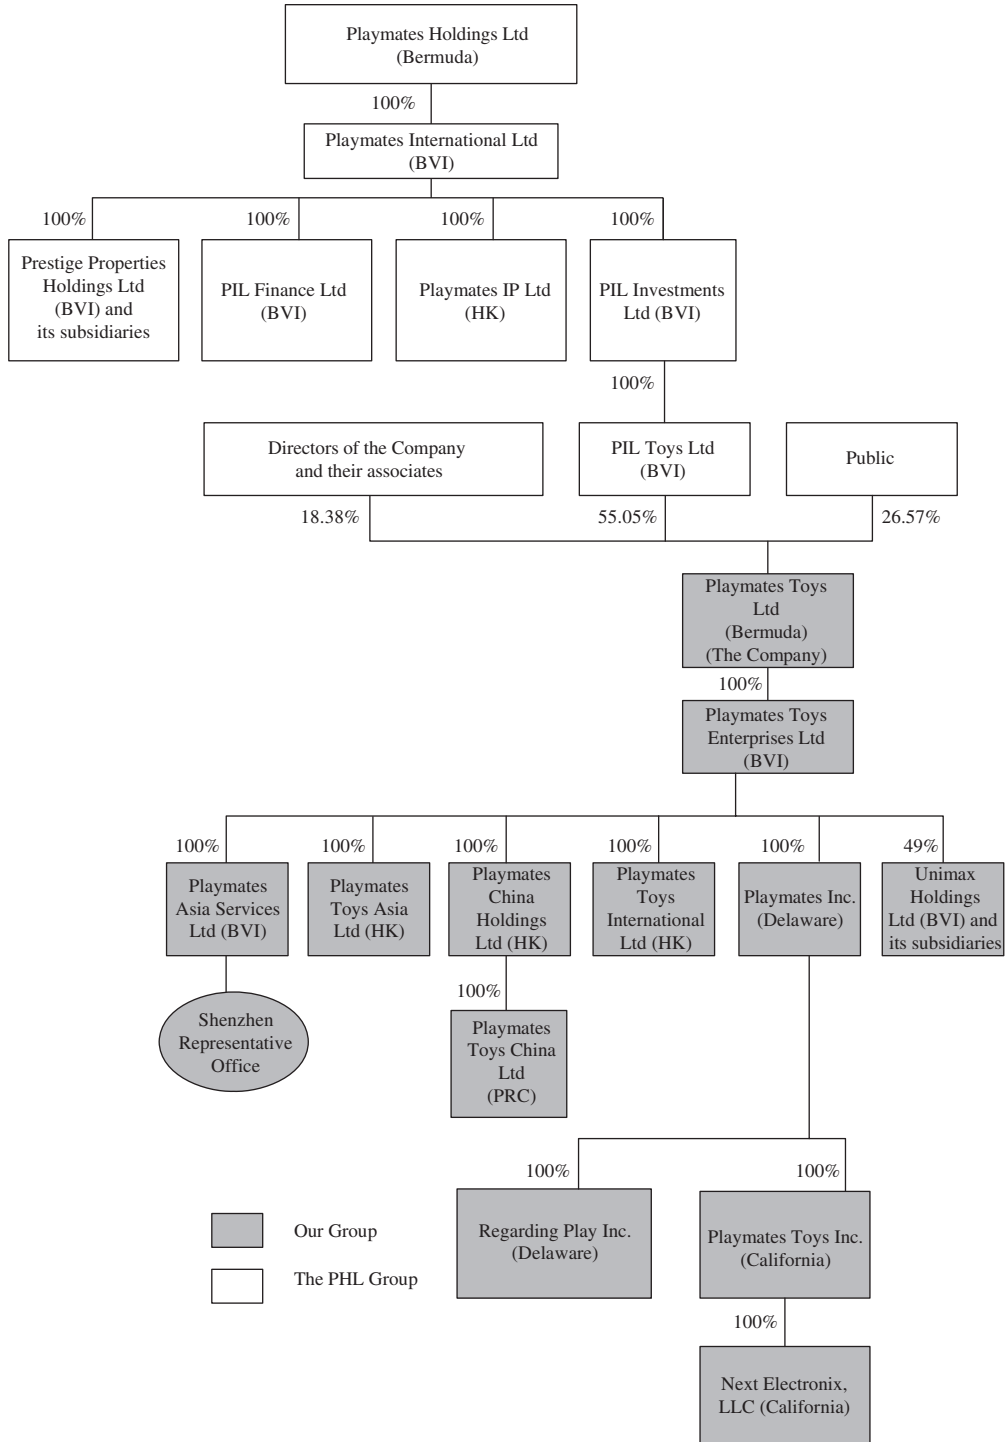 Playmates Holdings Ltd
(Bermuda)
100%
Playmates International Ltd
(BVI)
100%
100%
100%
100%
Prestige Properties
Holdings Ltd
(BVI) and
its subsidiaries
PIL Finance Ltd
(BVI)
Playmates IP Ltd
(HK)
PIL Investments
Ltd (BVI)
100%
Directors of the Company
and their associates
PIL Toys Ltd
(BVI)
Public
18.38%
55.05%
26.57%
Playmates Toys
Ltd
(Bermuda)
(The Company)
100%
Playmates Toys
Enterprises Ltd
(BVI)
100%
100%
100%
100%
100%
49%
Playmates
Asia Services
Ltd (BVI)
Playmates
Toys Asia
Ltd (HK)
Playmates
China
Holdings
Ltd (HK)
Playmates
Toys
International
Ltd (HK)
Playmates Inc.
(Delaware)
Unimax
Holdings
Ltd (BVI) and
its subsidiaries
Shenzhen
Representative
Office
100%
Playmates
Toys China
Ltd
(PRC)
100%
100%
Regarding Play Inc.
(Delaware)
Playmates Toys Inc.
(California)
Our Group
The PHL Group
100%
Next Electronix,
LLC (California)